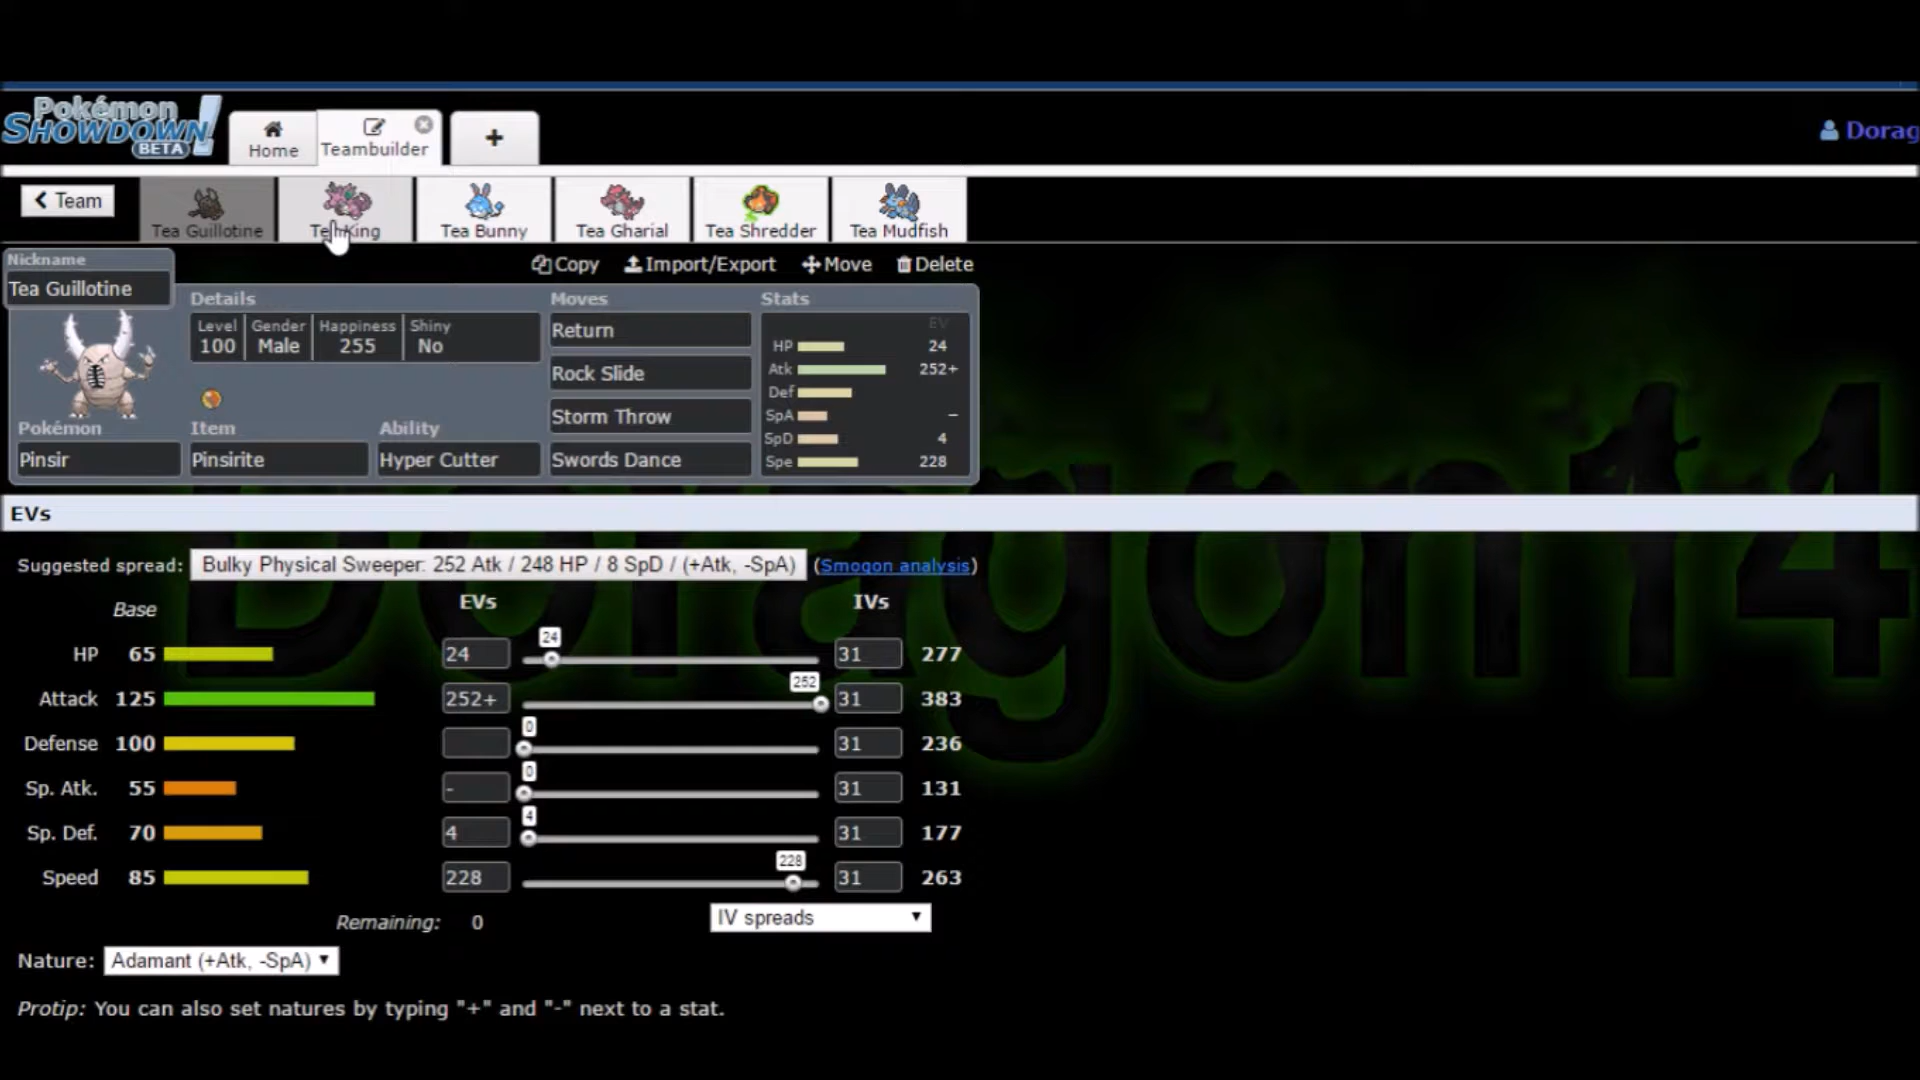 Pokémon
SHOWDOWN!
BETA
Home
Teambuilder
+
Dorag
Team
Tea Guillotine
Tea King
Tea Bunny
Tea Gharial
Tea Shredder
Tea Mudfish
Nickname
Tea Guillotine
Copy Import/Export Move Delete
Details
Level Gender Happiness Shiny
100 Male 255 No
Pokémon Item Ability
Pinsir Pinsirite Hyper Cutter
Moves
Return
Rock Slide
Storm Throw
Swords Dance
Stats
EV
HP 24
Atk 252+
Def
SpA –
SpD 4
Spe 228
Doragon14
EVs
Suggested spread: Bulky Physical Sweeper: 252 Atk / 248 HP / 8 SpD / (+Atk, -SpA) (Smogon analysis)
Base EVs IVs
HP 65 24 24 31 277
Attack 125 252+ 252 31 383
Defense 100 0 31 236
Sp. Atk. 55 - 0 31 131
Sp. Def. 70 4 4 31 177
Speed 85 228 228 31 263
Remaining: 0 IV spreads
Nature: Adamant (+Atk, -SpA)
Protip: You can also set natures by typing "+" and "-" next to a stat.